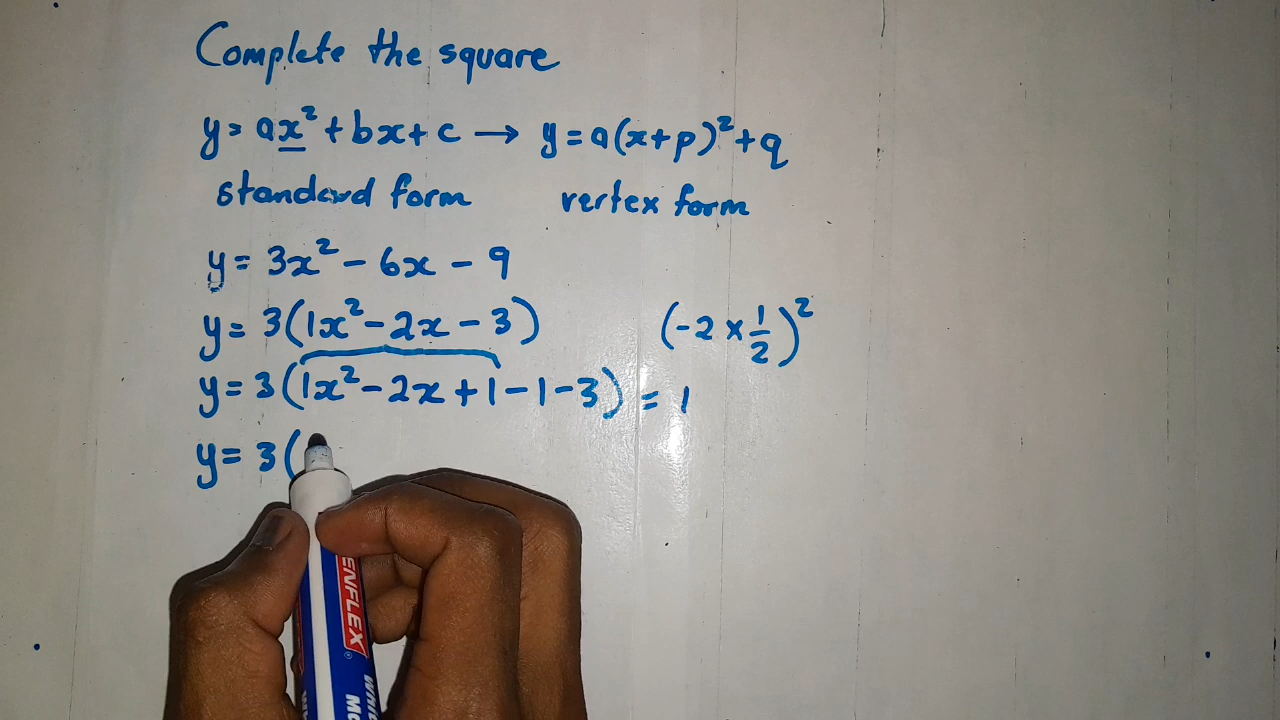 Complete the square
y = ax² + bx + c → y = a(x+p)² + q
standard form vertex form
y = 3x² - 6x - 9
y = 3(1x² - 2x - 3) (-2 × 1/2)²
y = 3(1x² - 2x + 1 - 1 - 3) = 1
y = 3(
ENFLEX